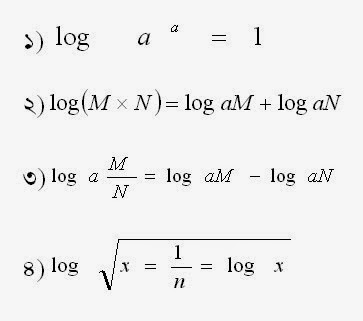 ১) log a ᵃ = 1
২) log(M × N) = log aM + log aN
৩) log a M/N = log aM − log aN
৪) log √(x = 1/n = log x)